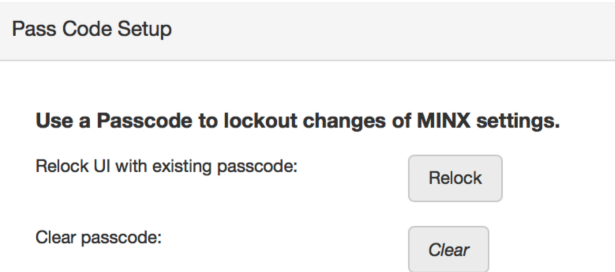 Pass Code Setup
Use a Passcode to lockout changes of MINX settings.
Relock UI with existing passcode:
Relock
Clear passcode:
Clear